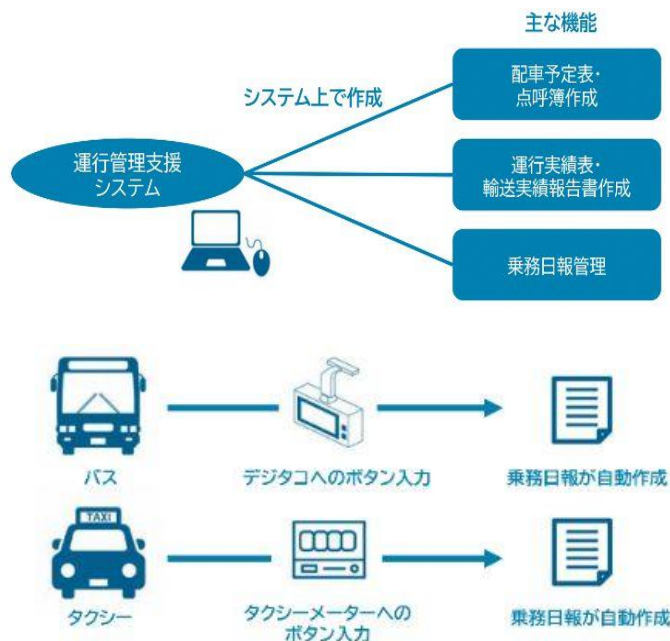 主な機能
配車予定表・
点呼簿作成
システム上で作成
運行管理支援
システム
運行実績表・
輸送実績報告書作成
乗務日報管理
バス
デジタコへのボタン入力
乗務日報が自動作成
TAXI
タクシー
タクシーメーターへの
ボタン入力
乗務日報が自動作成